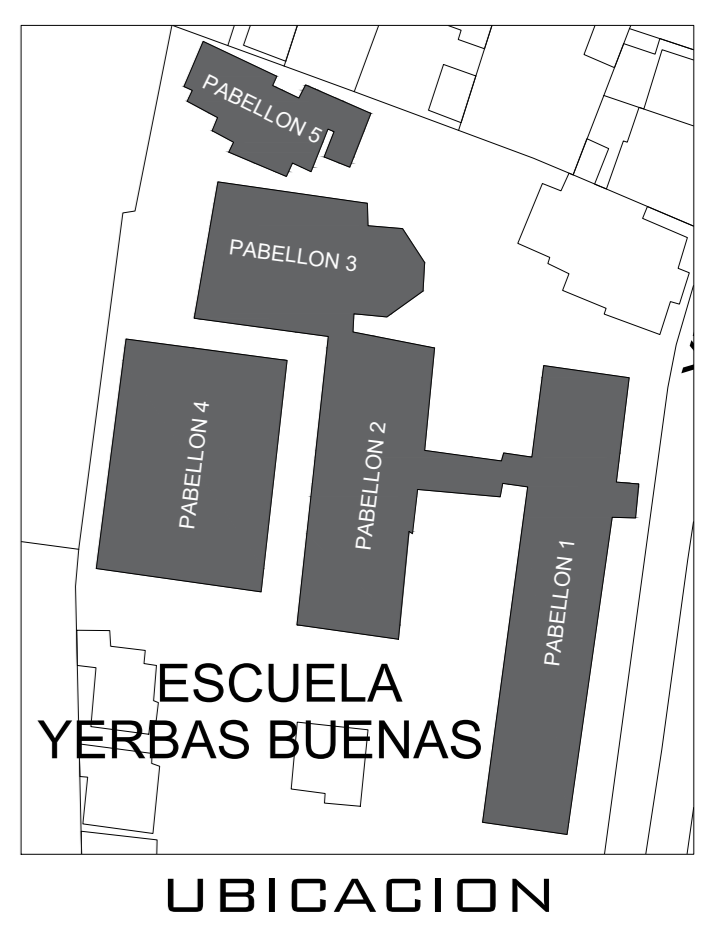 PABELLON 5
PABELLON 3
PABELLON 4
PABELLON 2
PABELLON 1
ESCUELA
YERBAS BUENAS
UBICACION